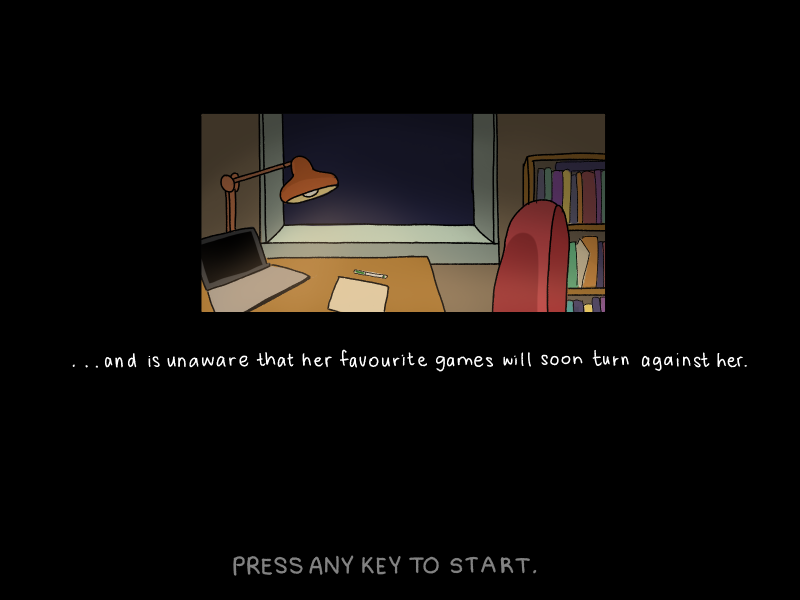 ...and is unaware that her favourite games will soon turn against her.
PRESS ANY KEY TO START.